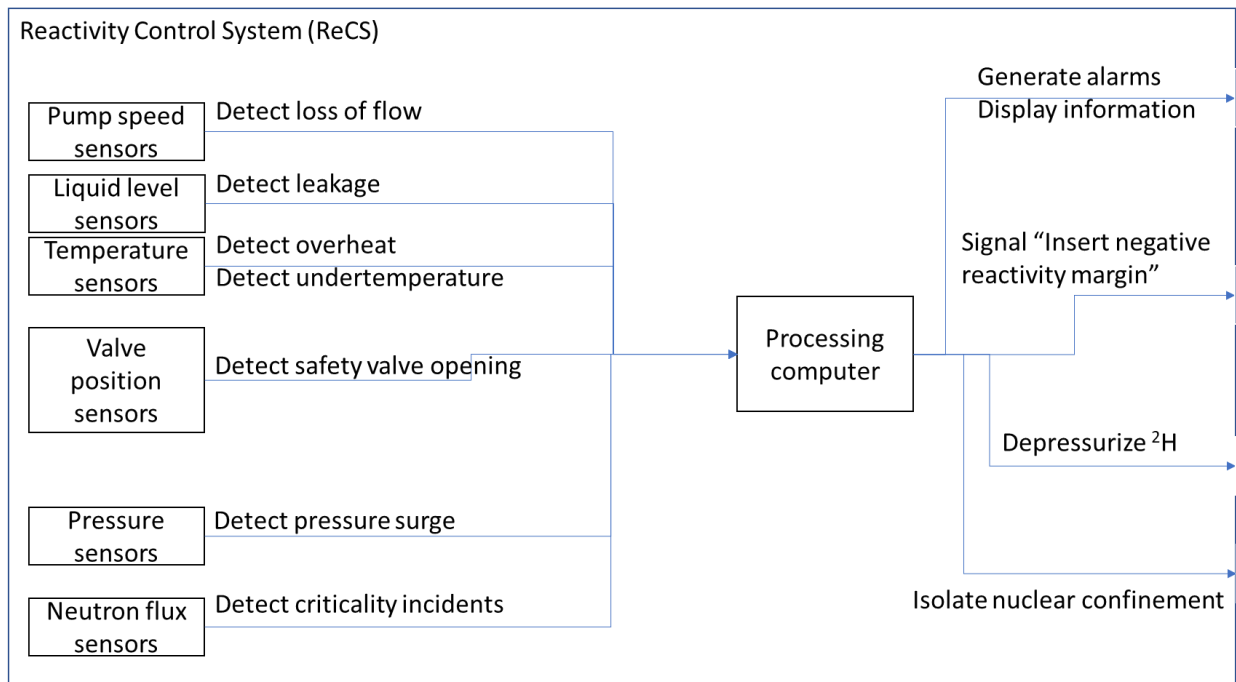 Reactivity Control System (ReCS)
Pump speed
sensors
Detect loss of flow
Liquid level
sensors
Detect leakage
Temperature
sensors
Detect overheat
Detect undertemperature
Valve
position
sensors
Detect safety valve opening
Pressure
sensors
Detect pressure surge
Neutron flux
sensors
Detect criticality incidents
Processing
computer
Generate alarms
Display information
Signal “Insert negative
reactivity margin”
Depressurize ²H
Isolate nuclear confinement